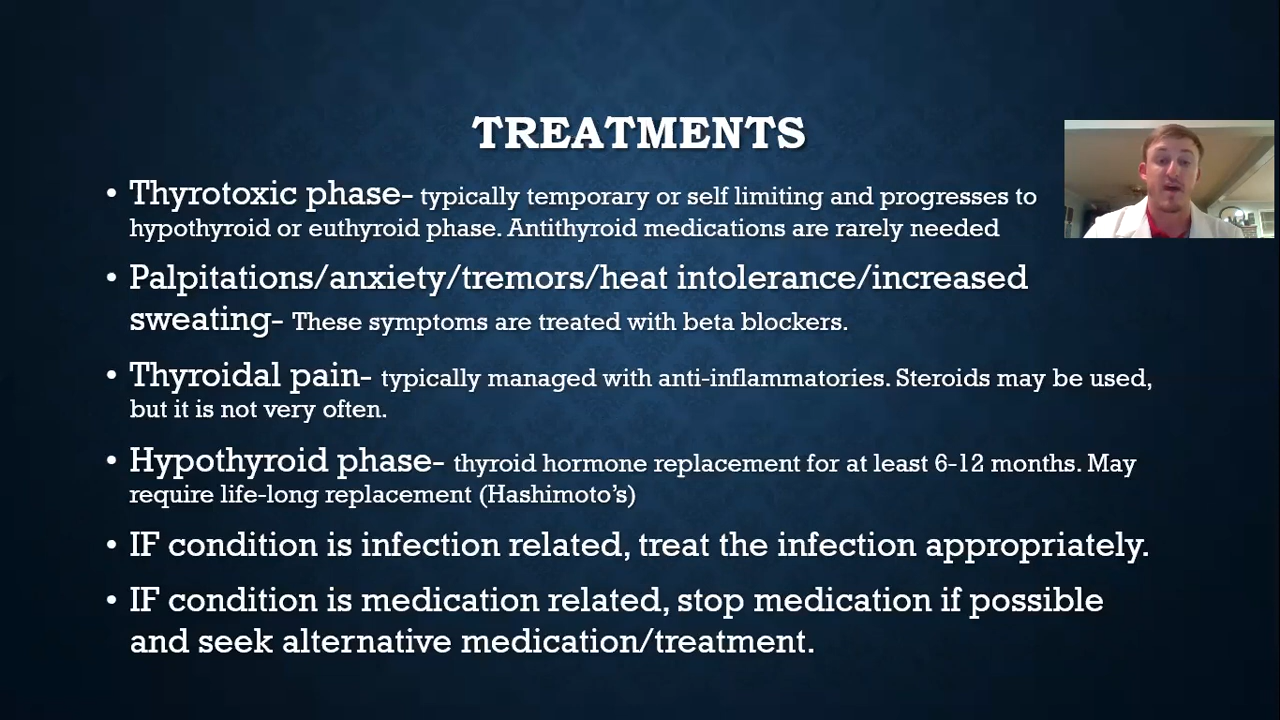 TREATMENTS
• Thyrotoxic phase- typically temporary or self limiting and progresses to
hypothyroid or euthyroid phase. Antithyroid medications are rarely needed
• Palpitations/anxiety/tremors/heat intolerance/increased
sweating- These symptoms are treated with beta blockers.
• Thyroidal pain- typically managed with anti-inflammatories. Steroids may be used,
but it is not very often.
• Hypothyroid phase- thyroid hormone replacement for at least 6-12 months. May
require life-long replacement (Hashimoto's)
• IF condition is infection related, treat the infection appropriately.
• IF condition is medication related, stop medication if possible
and seek alternative medication/treatment.